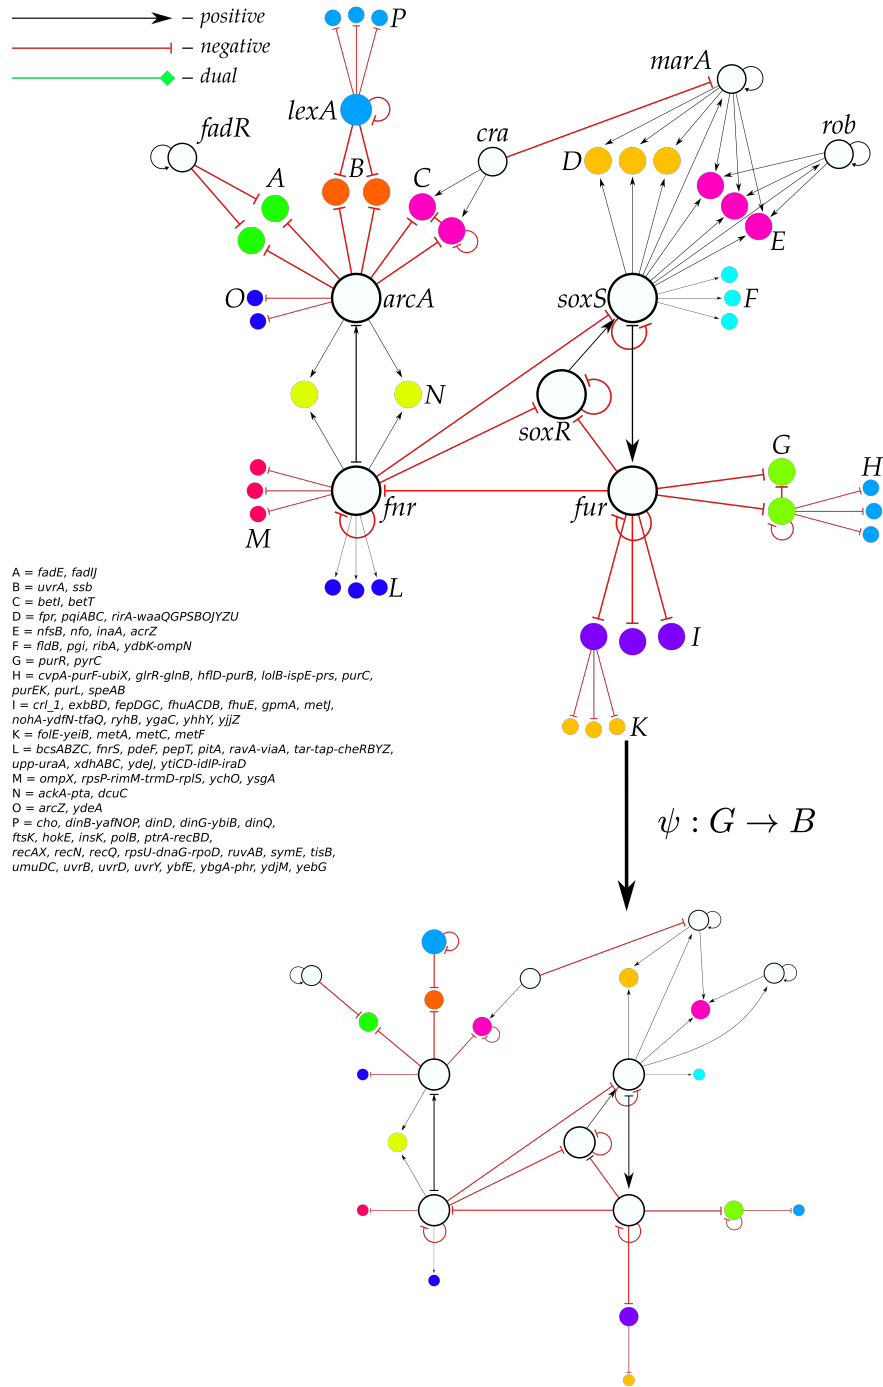 – positive
– negative
– dual
P
lexA
fadR
A
B
C
cra
marA
rob
D
E
O
arcA
soxS
F
N
soxR
G
H
M
fnr
fur
L
I
K
A = fadE, fadIJ
B = uvrA, ssb
C = betI, betT
D = fpr, pqiABC, rirA-waaQGPSBOJYZU
E = nfsB, nfo, inaA, acrZ
F = fldB, pgi, ribA, ydbK-ompN
G = purR, pyrC
H = cvpA-purF-ubiX, glrR-glnB, hflD-purB, lolB-ispE-prs, purC,
purEK, purL, speAB
I = crl_1, exbBD, fepDGC, fhuACDB, fhuE, gpmA, metJ,
nohA-ydfN-tfaQ, ryhB, ygaC, yhhY, yjjZ
K = folE-yeiB, metA, metC, metF
L = bcsABZC, fnrS, pdeF, pepT, pitA, ravA-viaA, tar-tap-cheRBYZ,
upp-uraA, xdhABC, ydeJ, ytiCD-idlP-iraD
M = ompX, rpsP-rimM-trmD-rplS, ychO, ysgA
N = ackA-pta, dcuC
O = arcZ, ydeA
P = cho, dinB-yafNOP, dinD, dinG-ybiB, dinQ,
ftsK, hokE, insK, polB, ptrA-recBD,
recAX, recN, recQ, rpsU-dnaG-rpoD, ruvAB, symE, tisB,
umuDC, uvrB, uvrD, uvrY, ybfE, ybgA-phr, ydjM, yebG
ψ : G → B